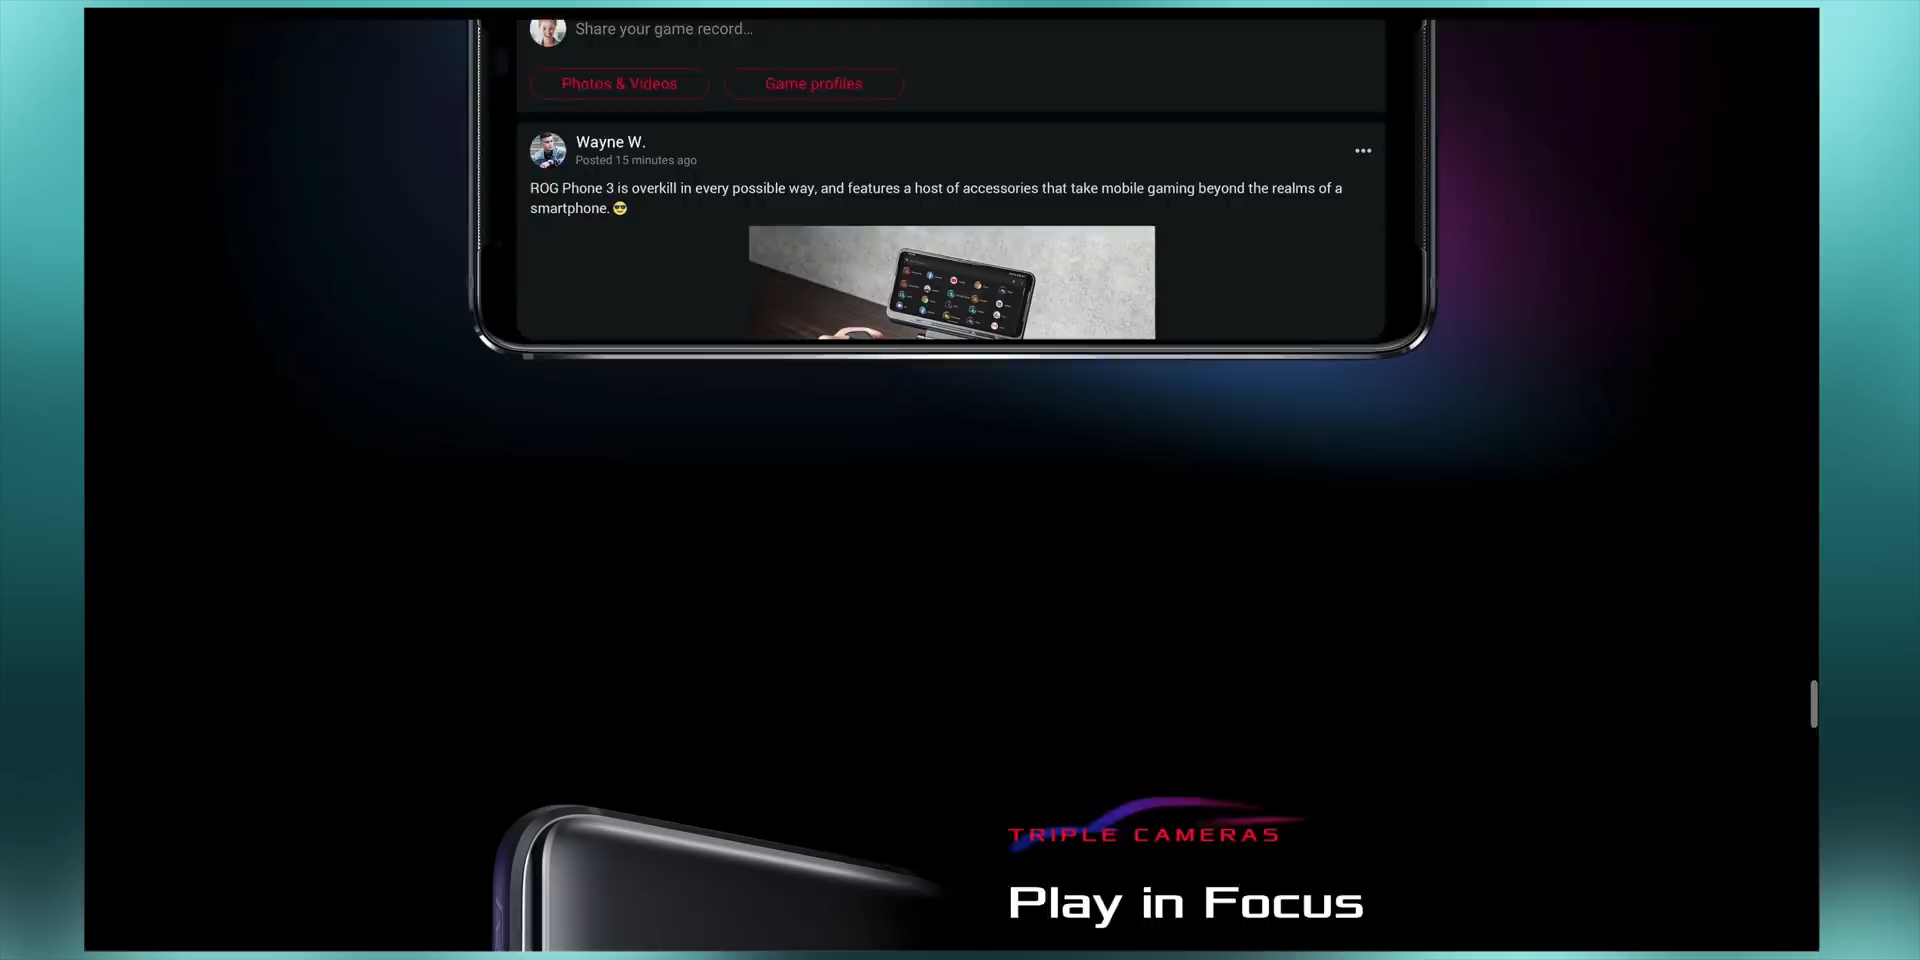 Share your game record...
Photos & Videos
Game profiles
Wayne W.
Posted 15 minutes ago
ROG Phone 3 is overkill in every possible way, and features a host of accessories that take mobile gaming beyond the realms of a
smartphone. 😎
TRIPLE CAMERAS
Play in Focus